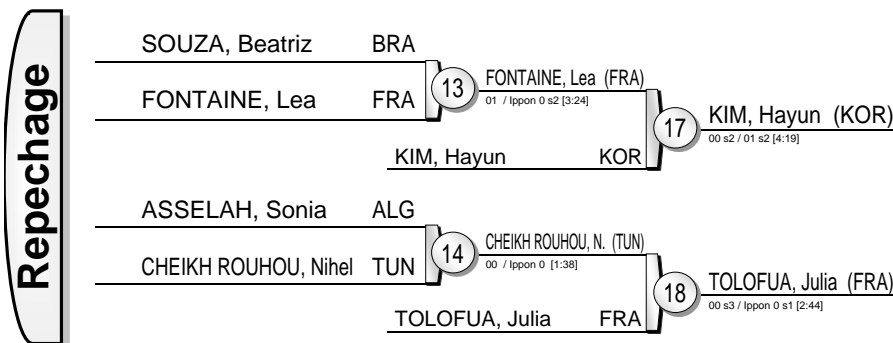 Repechage
SOUZA, Beatriz BRA
FONTAINE, Lea FRA
13
FONTAINE, Lea (FRA)
01 / Ippon 0 s2 [3:24]
KIM, Hayun KOR
17
KIM, Hayun (KOR)
00 s2 / 01 s2 [4:19]
ASSELAH, Sonia ALG
CHEIKH ROUHOU, Nihel TUN
14
CHEIKH ROUHOU, N. (TUN)
00 / Ippon 0 [1:38]
TOLOFUA, Julia FRA
18
TOLOFUA, Julia (FRA)
00 s3 / Ippon 0 s1 [2:44]